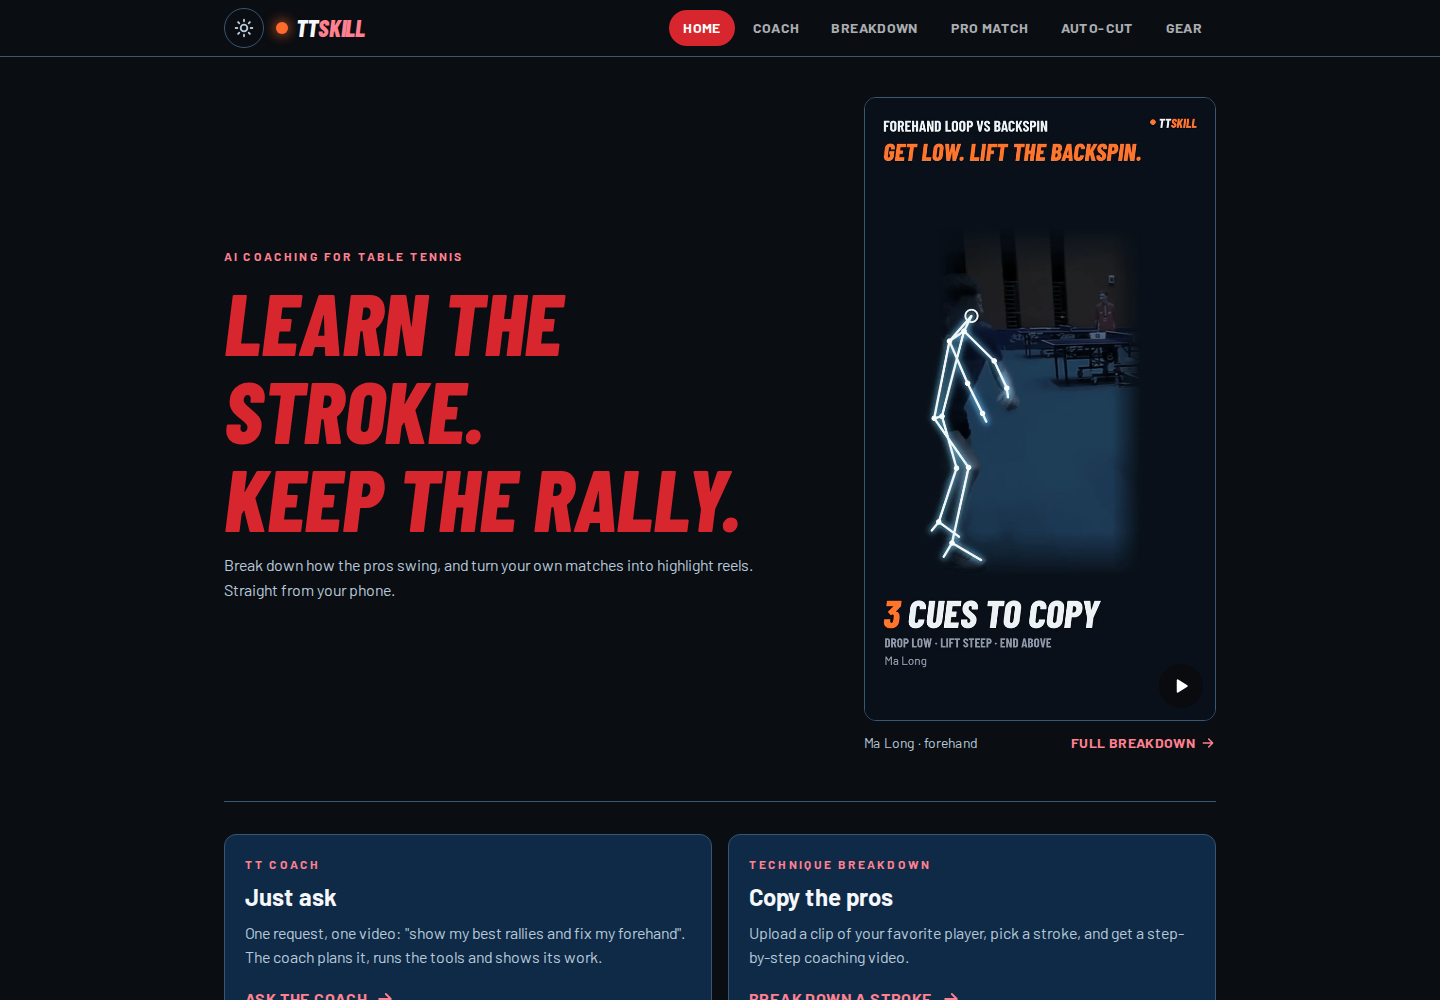 TTSKILL
HOME
COACH
BREAKDOWN
PRO MATCH
AUTO-CUT
GEAR
AI COACHING FOR TABLE TENNIS
LEARN THE
STROKE.
KEEP THE RALLY.
Break down how the pros swing, and turn your own matches into highlight reels.
Straight from your phone.
FOREHAND LOOP VS BACKSPIN
TTSKILL
GET LOW. LIFT THE BACKSPIN.
3 CUES TO COPY
DROP LOW · LIFT STEEP · END ABOVE
Ma Long
Ma Long · forehand
FULL BREAKDOWN →
TT COACH
Just ask
One request, one video: "show my best rallies and fix my forehand".
The coach plans it, runs the tools and shows its work.
ASK THE COACH →
TECHNIQUE BREAKDOWN
Copy the pros
Upload a clip of your favorite player, pick a stroke, and get a step-
by-step coaching video.
BREAK DOWN A STROKE →